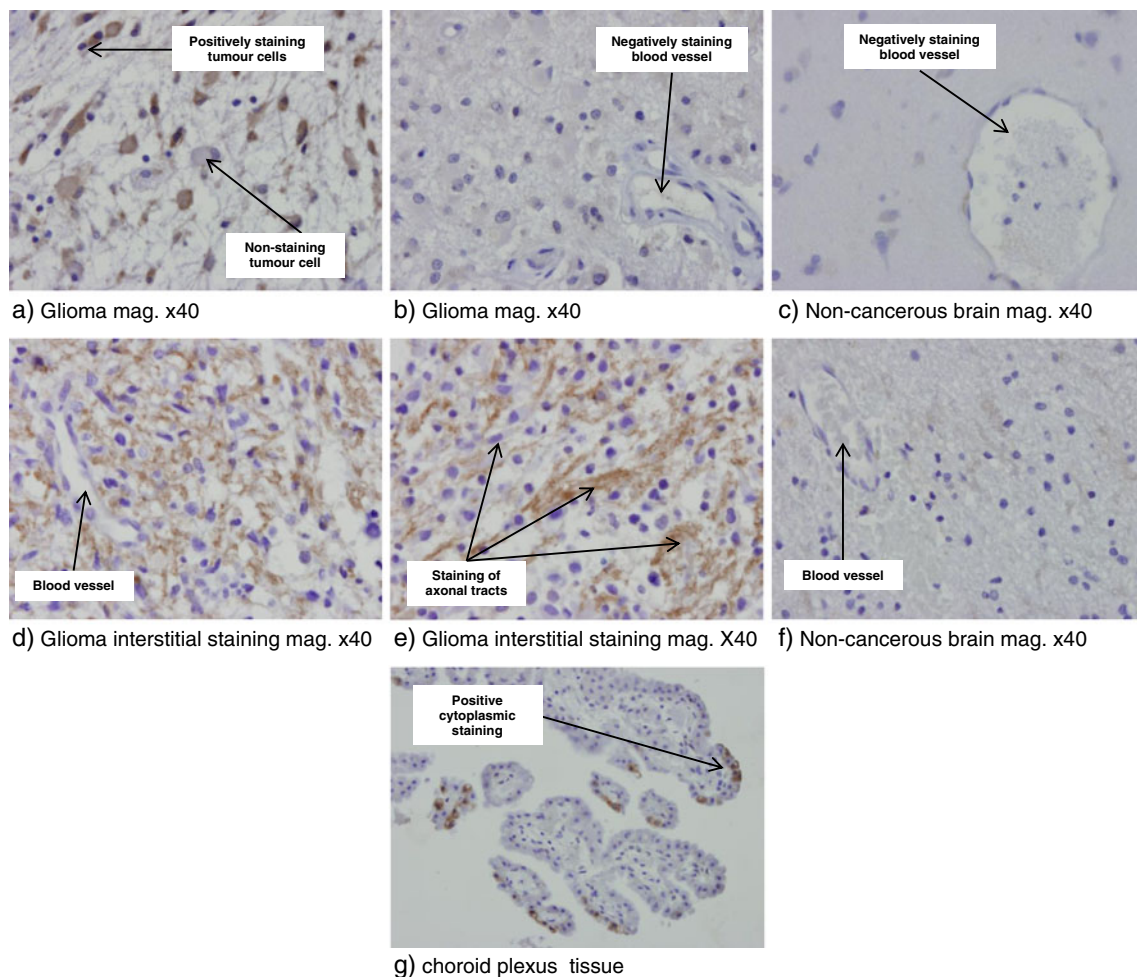 Positively staining
tumour cells
Non-staining
tumour cell
a) Glioma mag. x40
Negatively staining
blood vessel
b) Glioma mag. x40
Negatively staining
blood vessel
c) Non-cancerous brain mag. x40
Blood vessel
d) Glioma interstitial staining mag. x40
Staining of
axonal tracts
e) Glioma interstitial staining mag. X40
Blood vessel
f) Non-cancerous brain mag. x40
Positive
cytoplasmic
staining
g) choroid plexus tissue